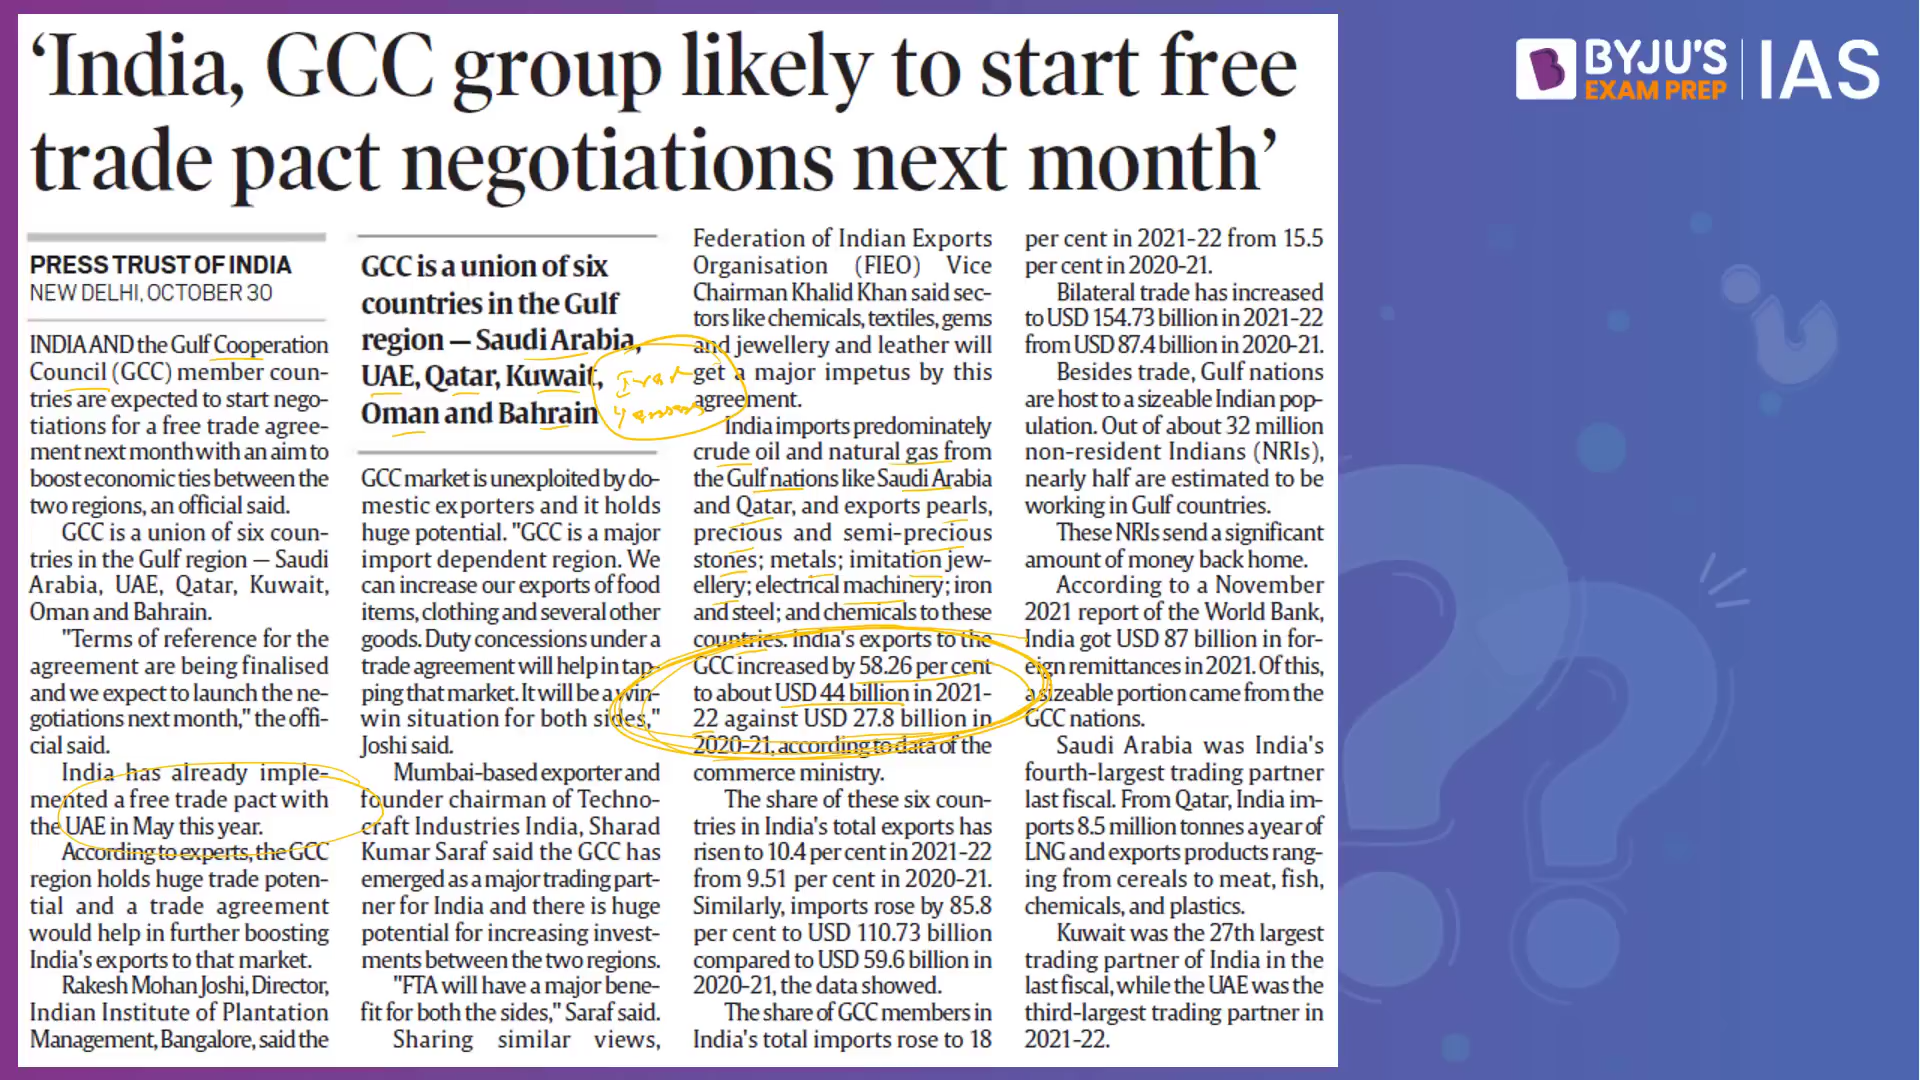 ‘India, GCC group likely to start free
trade pact negotiations next month’
PRESS TRUST OF INDIA
NEW DELHI, OCTOBER 30
INDIA AND the Gulf Cooperation
Council (GCC) member coun-
tries are expected to start nego-
tiations for a free trade agree-
ment next month with an aim to
boost economic ties between the
two regions, an official said.
GCC is a union of six coun-
tries in the Gulf region — Saudi
Arabia, UAE, Qatar, Kuwait,
Oman and Bahrain.
"Terms of reference for the
agreement are being finalised
and we expect to launch the ne-
gotiations next month," the offi-
cial said.
India has already imple-
mented a free trade pact with
the UAE in May this year.
According to experts, the GCC
region holds huge trade poten-
tial and a trade agreement
would help in further boosting
India's exports to that market.
Rakesh Mohan Joshi, Director,
Indian Institute of Plantation
Management, Bangalore, said the
GCC is a union of six
countries in the Gulf
region — Saudi Arabia,
UAE, Qatar, Kuwait,
Oman and Bahrain
GCC market is unexploited by do-
mestic exporters and it holds
huge potential. "GCC is a major
import dependent region. We
can increase our exports of food
items, clothing and several other
goods. Duty concessions under a
trade agreement will help in tap-
ping that market. It will be a win-
win situation for both sides,"
Joshi said.
Mumbai-based exporter and
founder chairman of Techno-
craft Industries India, Sharad
Kumar Saraf said the GCC has
emerged as a major trading part-
ner for India and there is huge
potential for increasing invest-
ments between the two regions.
"FTA will have a major bene-
fit for both the sides," Saraf said.
Sharing similar views,
Federation of Indian Exports
Organisation (FIEO) Vice
Chairman Khalid Khan said sec-
tors like chemicals, textiles, gems
and jewellery and leather will
get a major impetus by this
agreement.
India imports predominately
crude oil and natural gas from
the Gulf nations like Saudi Arabia
and Qatar, and exports pearls,
precious and semi-precious
stones; metals; imitation jew-
ellery; electrical machinery; iron
and steel; and chemicals to these
countries. India's exports to the
GCC increased by 58.26 per cent
to about USD 44 billion in 2021-
22 against USD 27.8 billion in
2020-21, according to data of the
commerce ministry.
The share of these six coun-
tries in India's total exports has
risen to 10.4 per cent in 2021-22
from 9.51 per cent in 2020-21.
Similarly, imports rose by 85.8
per cent to USD 110.73 billion
compared to USD 59.6 billion in
2020-21, the data showed.
The share of GCC members in
India's total imports rose to 18
per cent in 2021-22 from 15.5
per cent in 2020-21.
Bilateral trade has increased
to USD 154.73 billion in 2021-22
from USD 87.4 billion in 2020-21.
Besides trade, Gulf nations
are host to a sizeable Indian pop-
ulation. Out of about 32 million
non-resident Indians (NRIs),
nearly half are estimated to be
working in Gulf countries.
These NRIs send a significant
amount of money back home.
According to a November
2021 report of the World Bank,
India got USD 87 billion in for-
eign remittances in 2021. Of this,
a sizeable portion came from the
GCC nations.
Saudi Arabia was India's
fourth-largest trading partner
last fiscal. From Qatar, India im-
ports 8.5 million tonnes a year of
LNG and exports products rang-
ing from cereals to meat, fish,
chemicals, and plastics.
Kuwait was the 27th largest
trading partner of India in the
last fiscal, while the UAE was the
third-largest trading partner in
2021-22.
BYJU'S
EXAM PREP
IAS